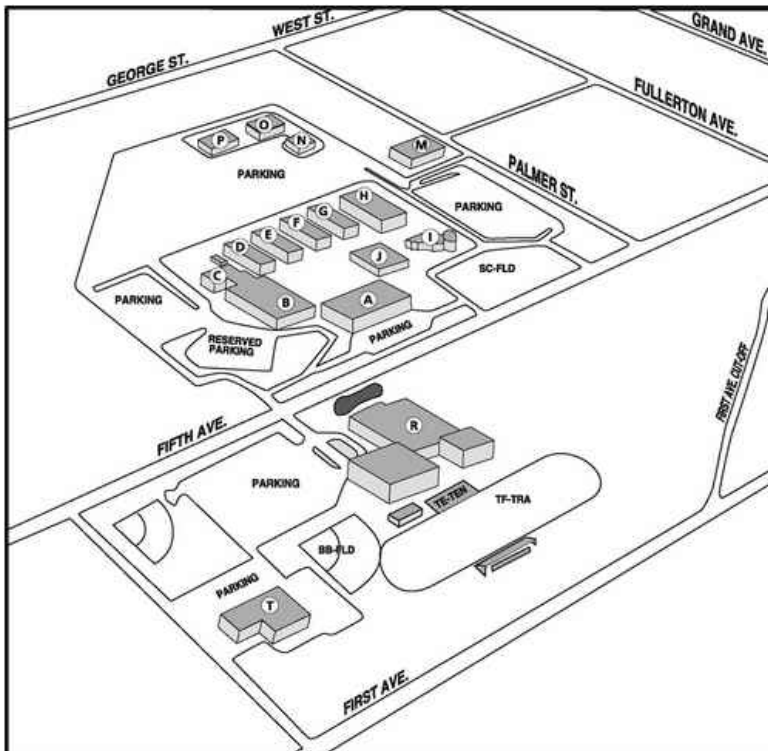 WEST ST.
GRAND AVE.
GEORGE ST.
FULLERTON AVE.
O
P
N
M
PARKING
PALMER ST.
H
PARKING
G
F
E
D
I
J
C
SC-FLD
PARKING
B
A
PARKING
RESERVED
PARKING
FIRST AVE. CUT-OFF
FIFTH AVE.
R
PARKING
TE-TEN
TF-TRA
BB-FLD
PARKING
T
FIRST AVE.